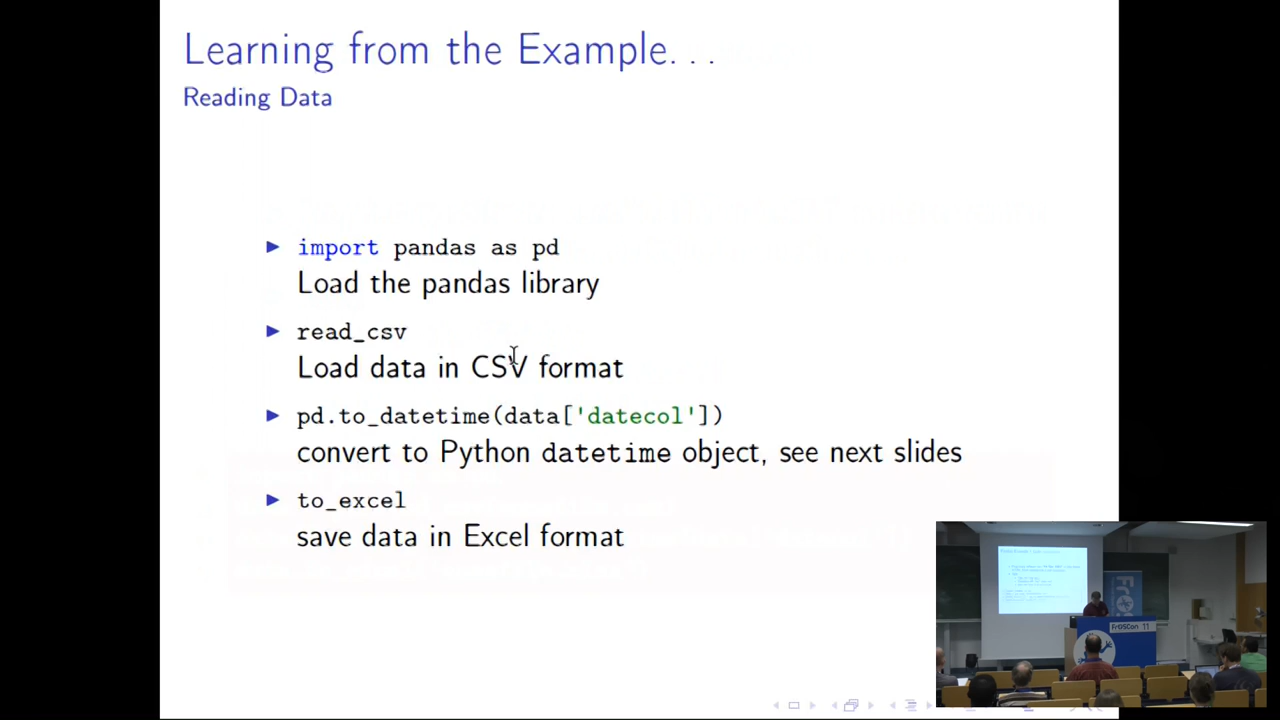 Learning from the Example. . .
Reading Data
import pandas as pd
Load the pandas library
read_csv
Load data in CSV format
pd.to_datetime(data['datecol'])
convert to Python datetime object, see next slides
to_excel
save data in Excel format
FrOSCon 11